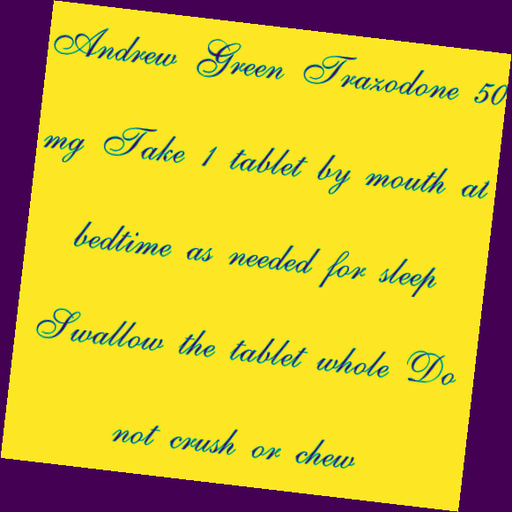 Andrew Green Trazodone 50
mg Take 1 tablet by mouth at
bedtime as needed for sleep
Swallow the tablet whole Do
not crush or chew